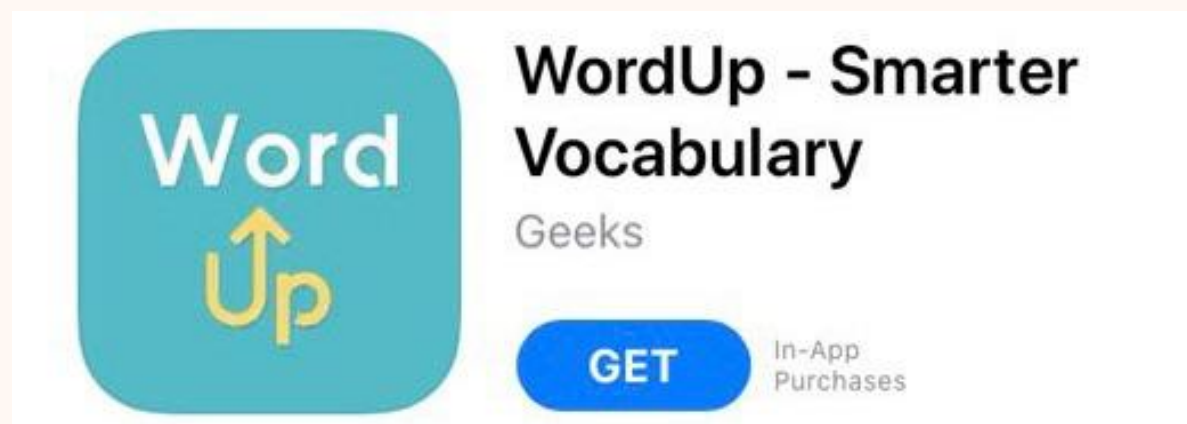 Word
Up
WordUp - Smarter
Vocabulary
Geeks
GET
In-App
Purchases